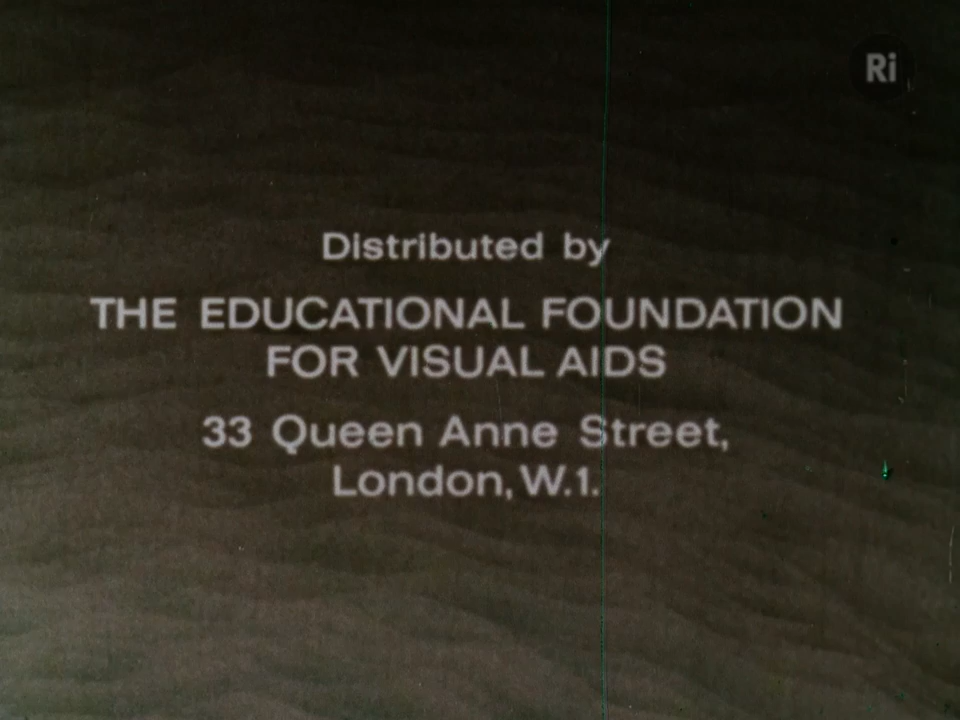 Ri
Distributed by
THE EDUCATIONAL FOUNDATION
FOR VISUAL AIDS
33 Queen Anne Street,
London, W.1.